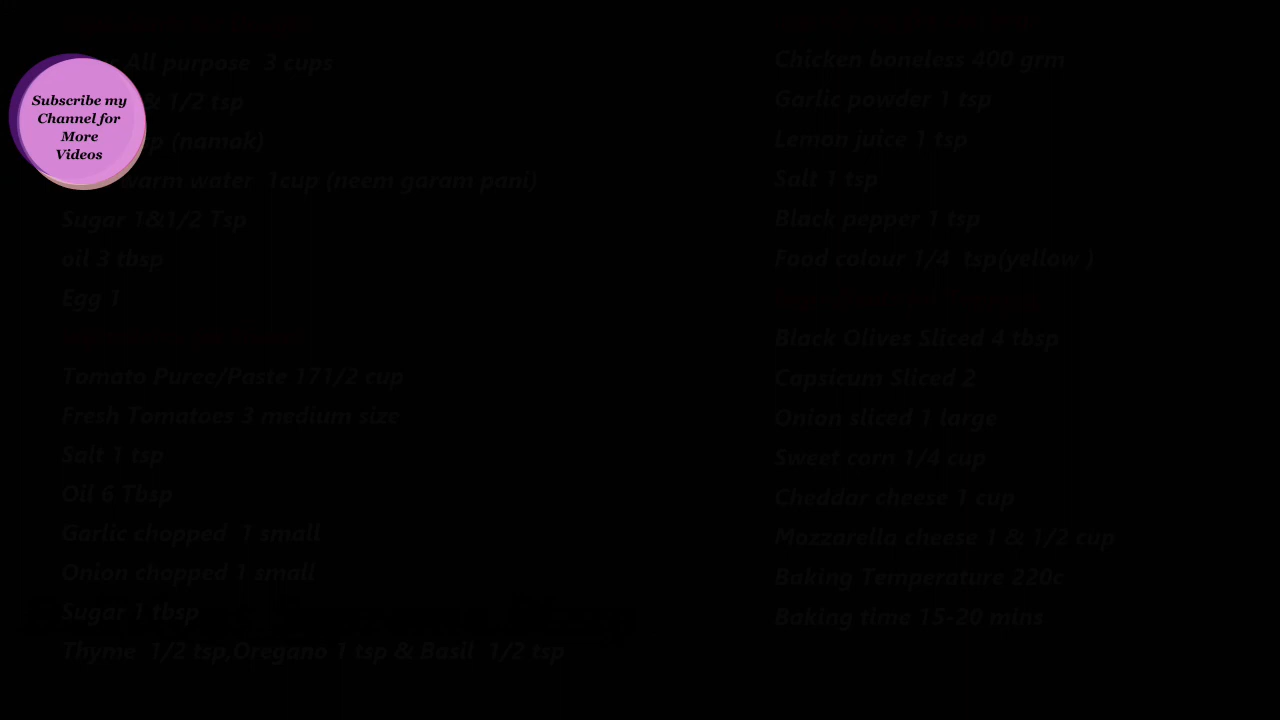 Subscribe my
Channel for
More
Videos
All purpose 3 cups
& 1/2 tsp
(namak)
warm water 1cup (neem garam pani)
Sugar 1&1/2 Tsp
oil 3 tbsp
Egg 1
Tomato Puree/Paste 171/2 cup
Fresh Tomatoes 3 medium size
Salt 1 tsp
Oil 6 Tbsp
Garlic chopped 1 small
Onion chopped 1 small
Sugar 1 tbsp
Thyme 1/2 tsp,Oregano 1 tsp & Basil 1/2 tsp
Chicken boneless 400 grm
Garlic powder 1 tsp
Lemon juice 1 tsp
Salt 1 tsp
Black pepper 1 tsp
Food colour 1/4 tsp(yellow )
Black Olives Sliced 4 tbsp
Capsicum Sliced 2
Onion sliced 1 large
Sweet corn 1/4 cup
Cheddar cheese 1 cup
Mozzarella cheese 1 & 1/2 cup
Baking Temperature 220c
Baking time 15-20 mins